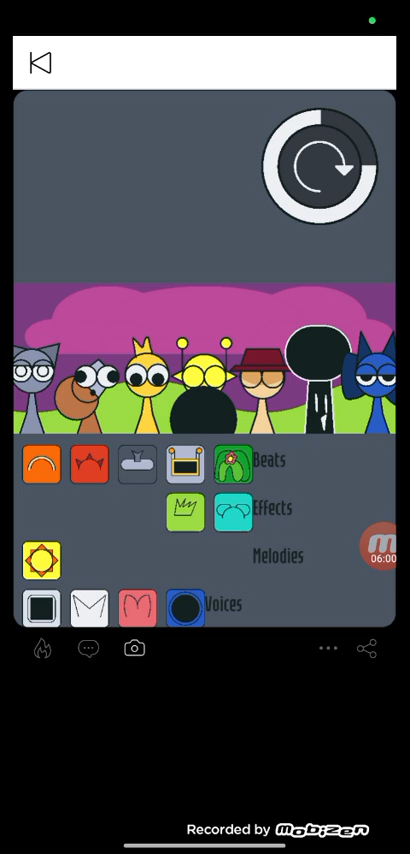 Beats
Effects
Melodies
06:00
Voices
Recorded by mobizen